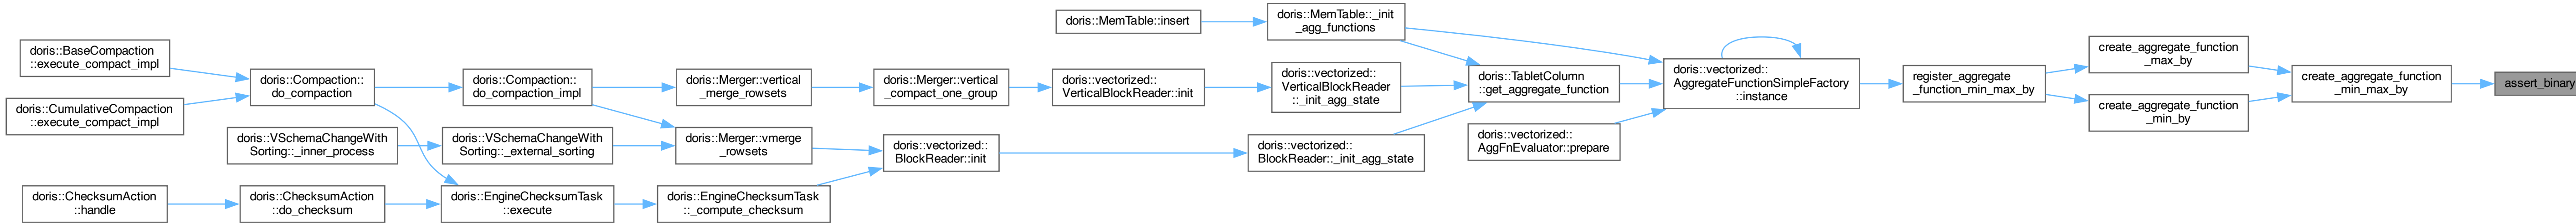 doris::BaseCompaction
::execute_compact_impl
doris::CumulativeCompaction
::execute_compact_impl
doris::Compaction::
do_compaction
doris::VSchemaChangeWith
Sorting::_inner_process
doris::ChecksumAction
::handle
doris::ChecksumAction
::do_checksum
doris::Compaction::
do_compaction_impl
doris::VSchemaChangeWith
Sorting::_external_sorting
doris::EngineChecksumTask
::execute
doris::Merger::vertical
_merge_rowsets
doris::Merger::vmerge
_rowsets
doris::EngineChecksumTask
::_compute_checksum
doris::Merger::vertical
_compact_one_group
doris::vectorized::
BlockReader::init
doris::MemTable::insert
doris::vectorized::
VerticalBlockReader::init
doris::MemTable::_init
_agg_functions
doris::vectorized::
VerticalBlockReader
::_init_agg_state
doris::vectorized::
BlockReader::_init_agg_state
doris::TabletColumn
::get_aggregate_function
doris::vectorized::
AggFnEvaluator::prepare
doris::vectorized::
AggregateFunctionSimpleFactory
::instance
register_aggregate
_function_min_max_by
create_aggregate_function
_max_by
create_aggregate_function
_min_by
create_aggregate_function
_min_max_by
assert_binary